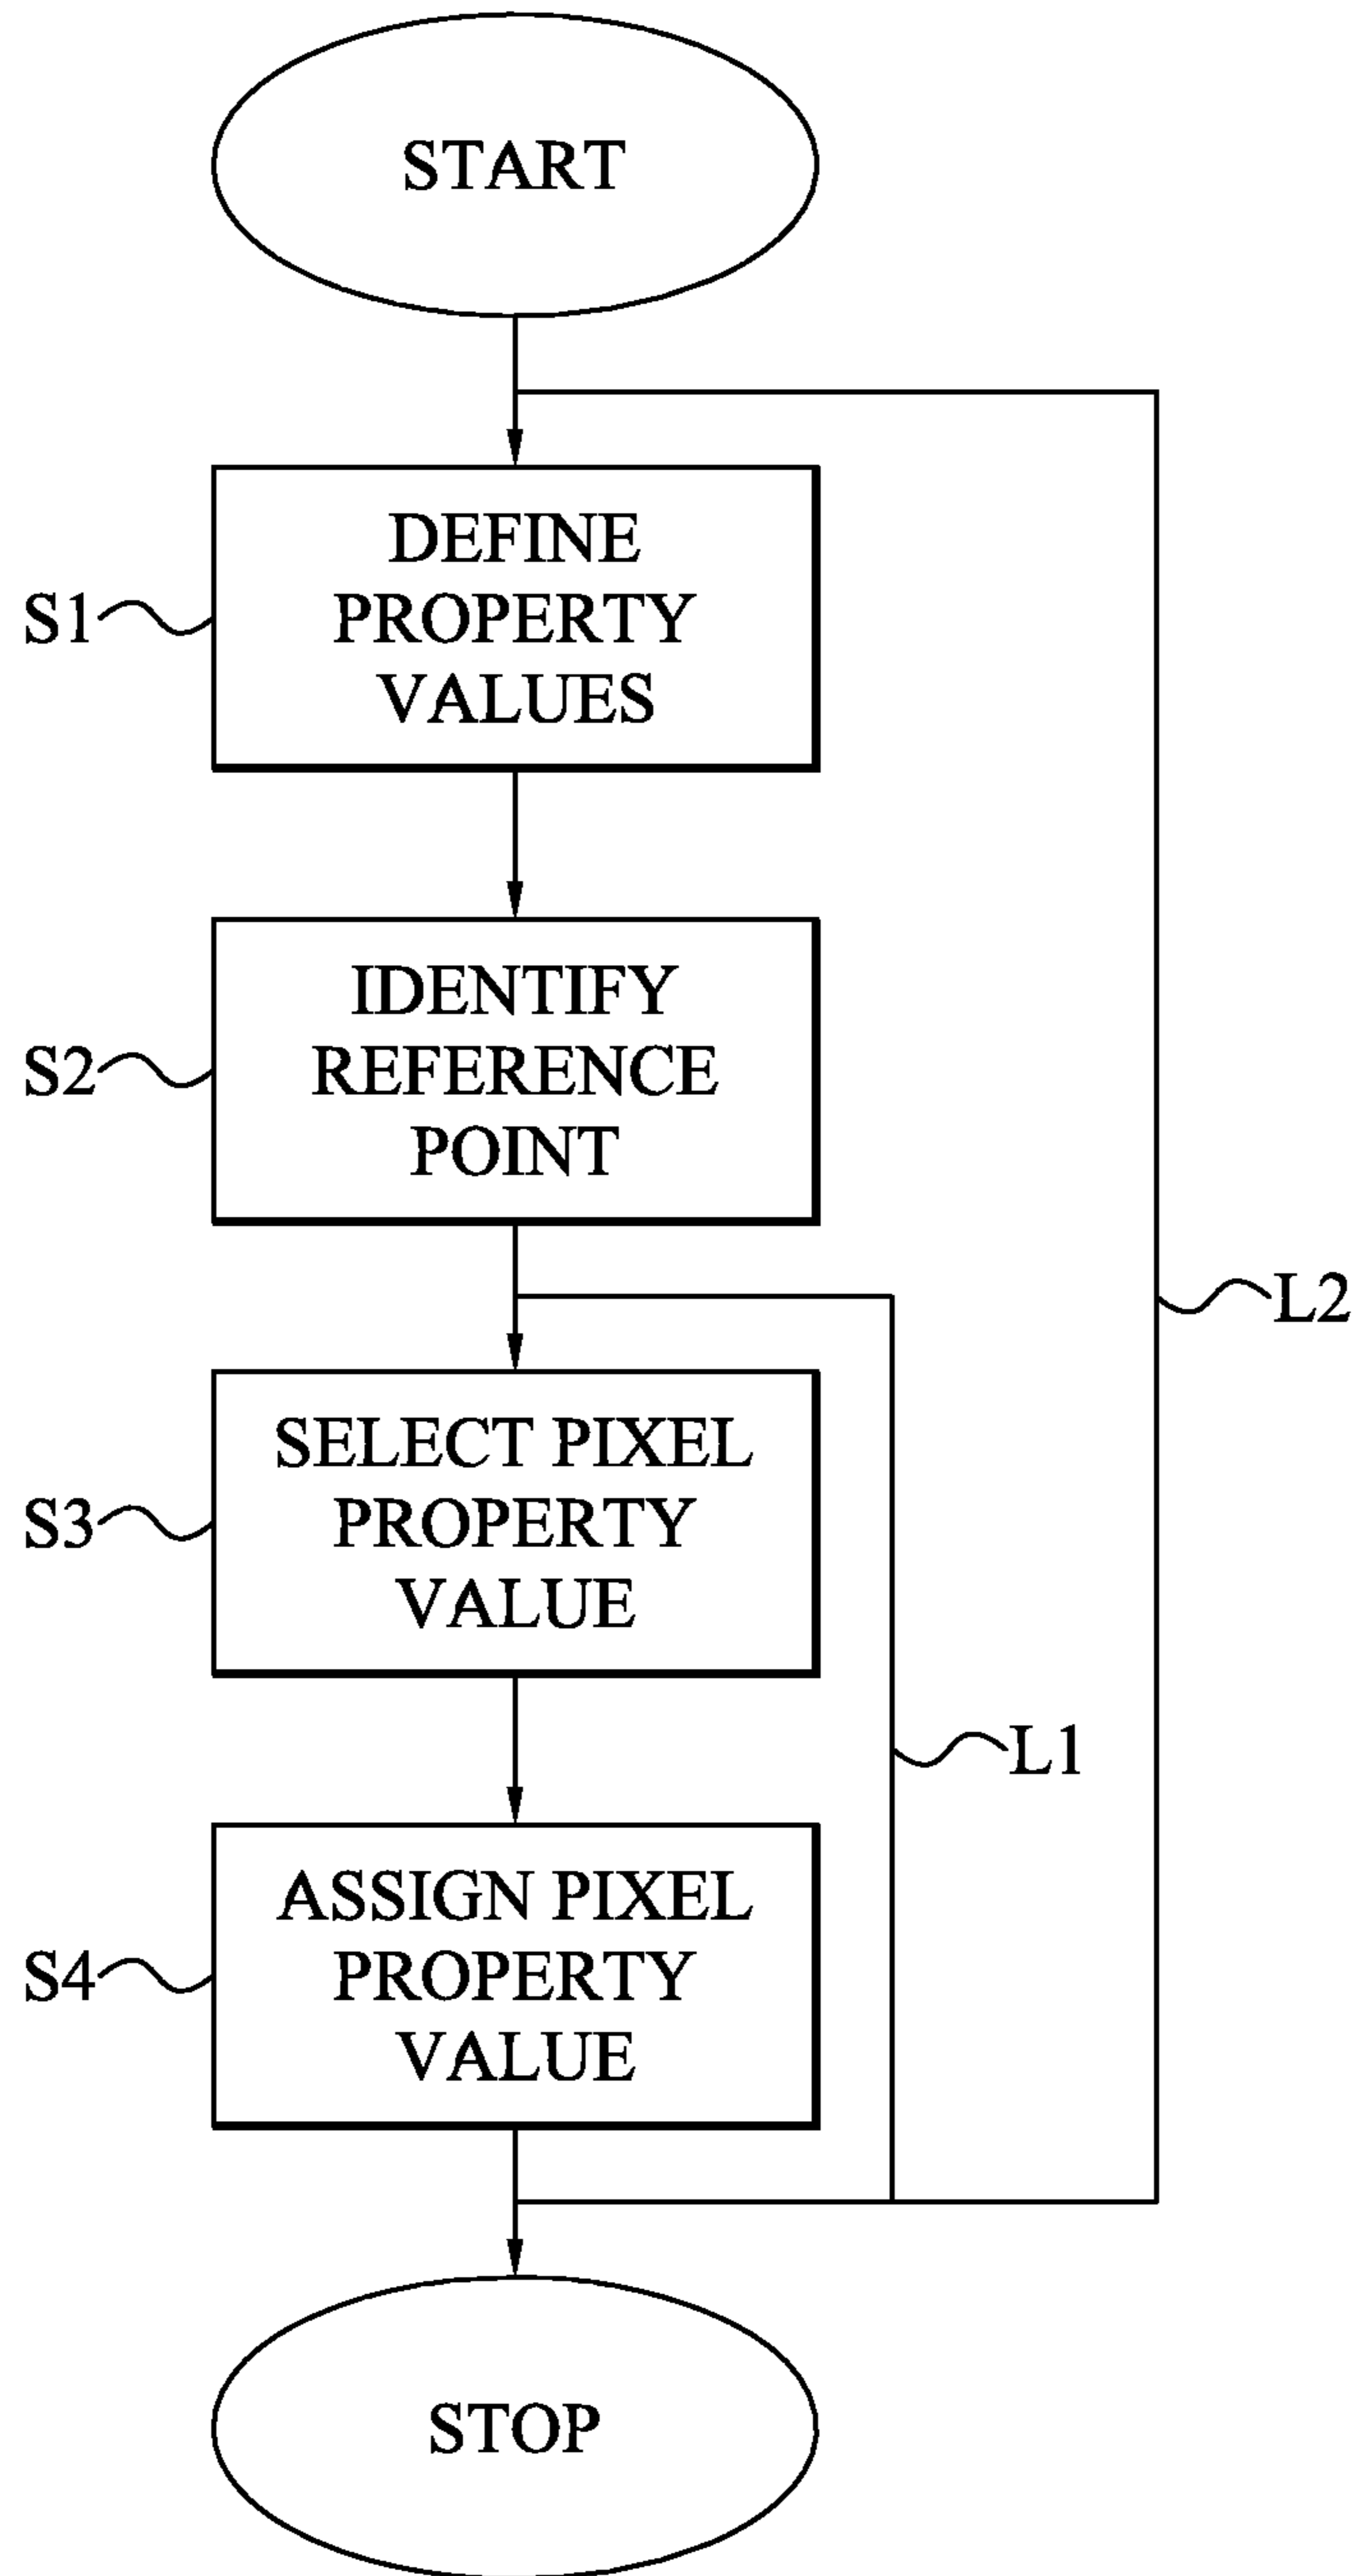 START
DEFINE
PROPERTY
VALUES
S1
IDENTIFY
REFERENCE
POINT
S2
L2
SELECT PIXEL
PROPERTY
VALUE
S3
L1
ASSIGN PIXEL
PROPERTY
VALUE
S4
STOP